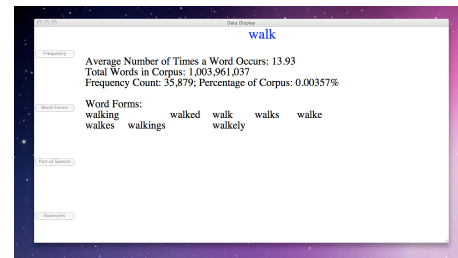 Data Display
walk
Frequency
Average Number of Times a Word Occurs: 13.93
Total Words in Corpus: 1,003,961,037
Frequency Count: 35,879; Percentage of Corpus: 0.00357%
Word Forms
Word Forms:
walking walked walk walks walke
walkes walkings walkely
Part of Speech
Examples